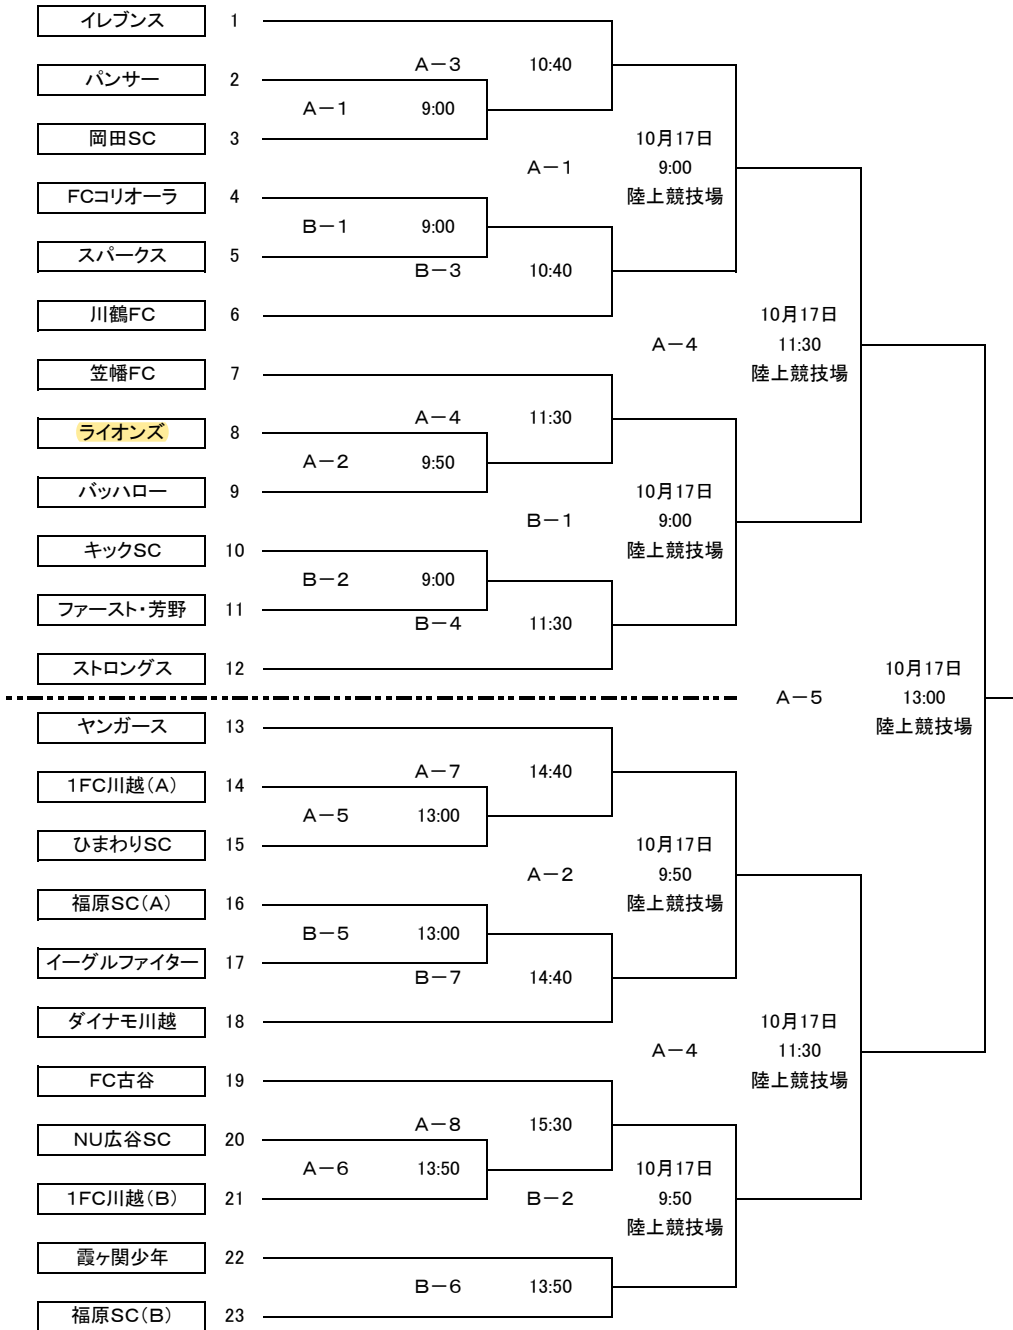 イレブンス 1
A-3 10:40
パンサー 2
A-1 9:00
岡田SC 3
10月17日
A-1 9:00
陸上競技場
FCコリオーラ 4
B-1 9:00
スパークス 5
B-3 10:40
川鶴FC 6
10月17日
A-4 11:30
陸上競技場
笠幡FC 7
A-4 11:30
ライオンズ 8
A-2 9:50
バッハロー 9
10月17日
B-1 9:00
陸上競技場
キックSC 10
B-2 9:00
ファースト・芳野 11
B-4 11:30
ストロングス 12
10月17日
A-5 13:00
陸上競技場
ヤンガース 13
A-7 14:40
1FC川越(A) 14
A-5 13:00
ひまわりSC 15
10月17日
A-2 9:50
陸上競技場
福原SC(A) 16
B-5 13:00
イーグルファイター 17
B-7 14:40
ダイナモ川越 18
10月17日
A-4 11:30
陸上競技場
FC古谷 19
A-8 15:30
NU広谷SC 20
A-6 13:50
1FC川越(B) 21
10月17日
B-2 9:50
陸上競技場
霞ヶ関少年 22
B-6 13:50
福原SC(B) 23